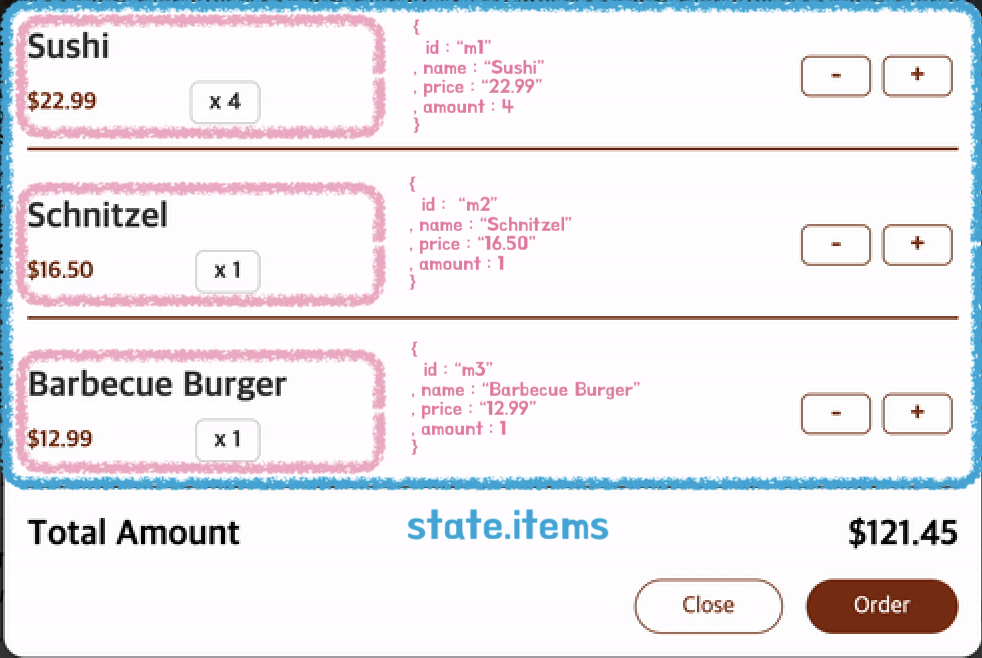 Sushi
$22.99 x 4
{
id : “m1”
, name : “Sushi”
, price : “22.99”
, amount : 4
}
- +
Schnitzel
$16.50 x 1
{
id : “m2”
, name : “Schnitzel”
, price : “16.50”
, amount : 1
}
- +
Barbecue Burger
$12.99 x 1
{
id : “m3”
, name : “Barbecue Burger”
, price : “12.99”
, amount : 1
}
- +
Total Amount state.items $121.45
Close Order